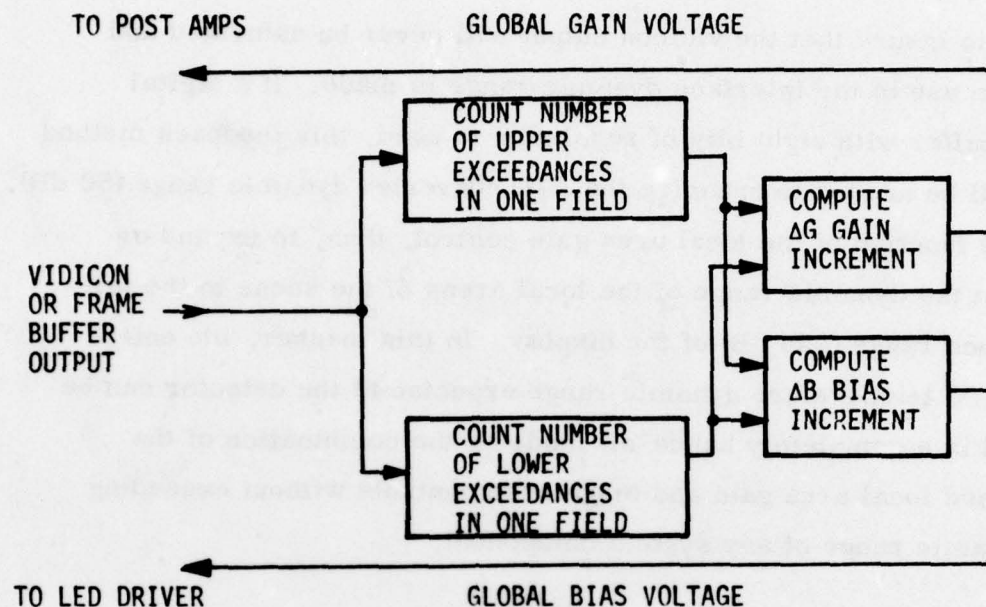 TO POST AMPS
GLOBAL GAIN VOLTAGE
COUNT NUMBER
OF UPPER
EXCEEDANCES
IN ONE FIELD
COMPUTE
ΔG GAIN
INCREMENT
VIDICON
OR FRAME
BUFFER
OUTPUT
COMPUTE
ΔB BIAS
INCREMENT
COUNT NUMBER
OF LOWER
EXCEEDANCES
IN ONE FIELD
TO LED DRIVER
GLOBAL BIAS VOLTAGE